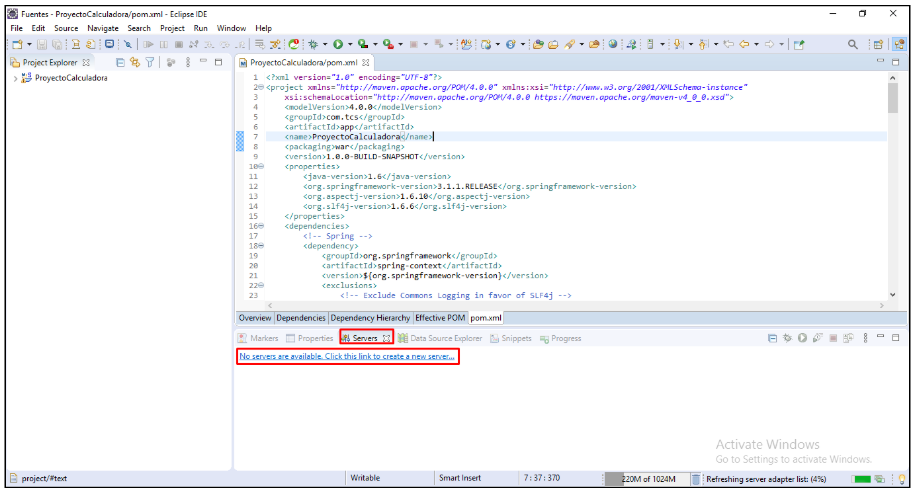 Fuentes - ProyectoCalculadora/pom.xml - Eclipse IDE
File Edit Source Navigate Search Project Run Window Help
Project Explorer
ProyectoCalculadora
ProyectoCalculadora/pom.xml
1 <?xml version="1.0" encoding="UTF-8"?>
2 <project xmlns="http://maven.apache.org/POM/4.0.0" xmlns:xsi="http://www.w3.org/2001/XMLSchema-instance"
3 xsi:schemaLocation="http://maven.apache.org/POM/4.0.0 https://maven.apache.org/maven-v4_0_0.xsd">
4 <modelVersion>4.0.0</modelVersion>
5 <groupId>com.tcs</groupId>
6 <artifactId>app</artifactId>
7 <name>ProyectoCalculadora</name>
8 <packaging>war</packaging>
9 <version>1.0.0-BUILD-SNAPSHOT</version>
10 <properties>
11 <java-version>1.6</java-version>
12 <org.springframework-version>3.1.1.RELEASE</org.springframework-version>
13 <org.aspectj-version>1.6.10</org.aspectj-version>
14 <org.slf4j-version>1.6.6</org.slf4j-version>
15 </properties>
16 <dependencies>
17 <!-- Spring -->
18 <dependency>
19 <groupId>org.springframework</groupId>
20 <artifactId>spring-context</artifactId>
21 <version>${org.springframework-version}</version>
22 <exclusions>
23 <!-- Exclude Commons Logging in favor of SLF4j -->
Overview Dependencies Dependency Hierarchy Effective POM pom.xml
Markers Properties Servers Data Source Explorer Snippets Progress
No servers are available. Click this link to create a new server...
Activate Windows
Go to Settings to activate Windows.
project/#text Writable Smart Insert 7:37:370 220M of 1024M Refreshing server adapter list: (4%)